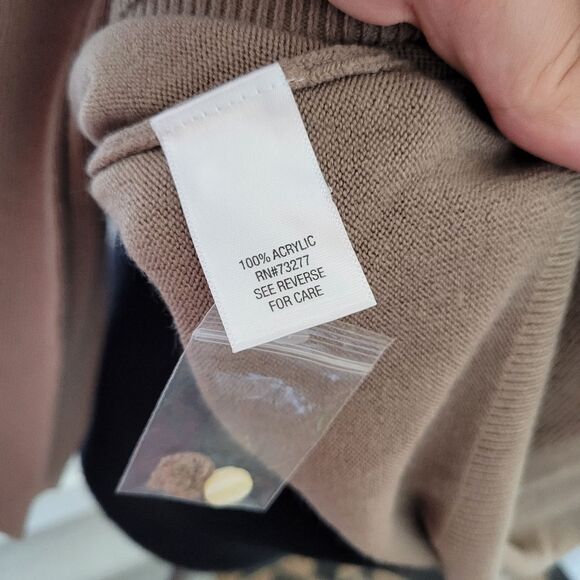 100% ACRYLIC
RN#73277
SEE REVERSE
FOR CARE